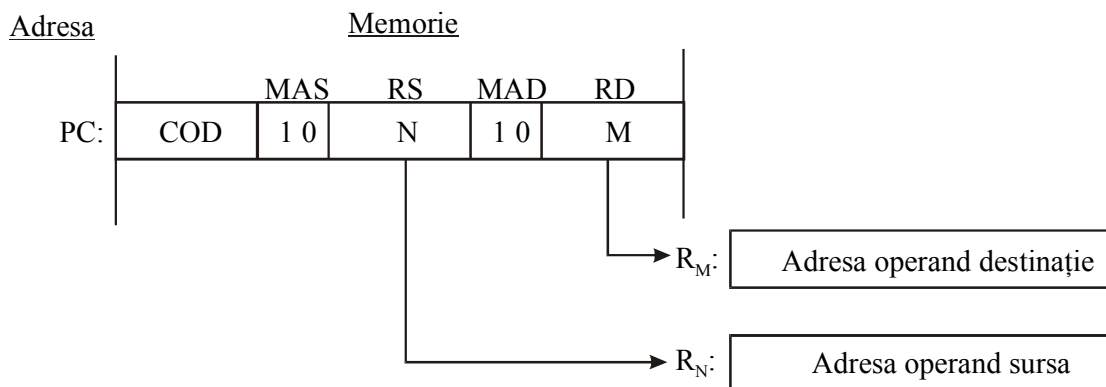 Adresa Memorie
MAS RS MAD RD
PC: COD 1 0 N 1 0 M
R_M: Adresa operand destinație
R_N: Adresa operand sursa